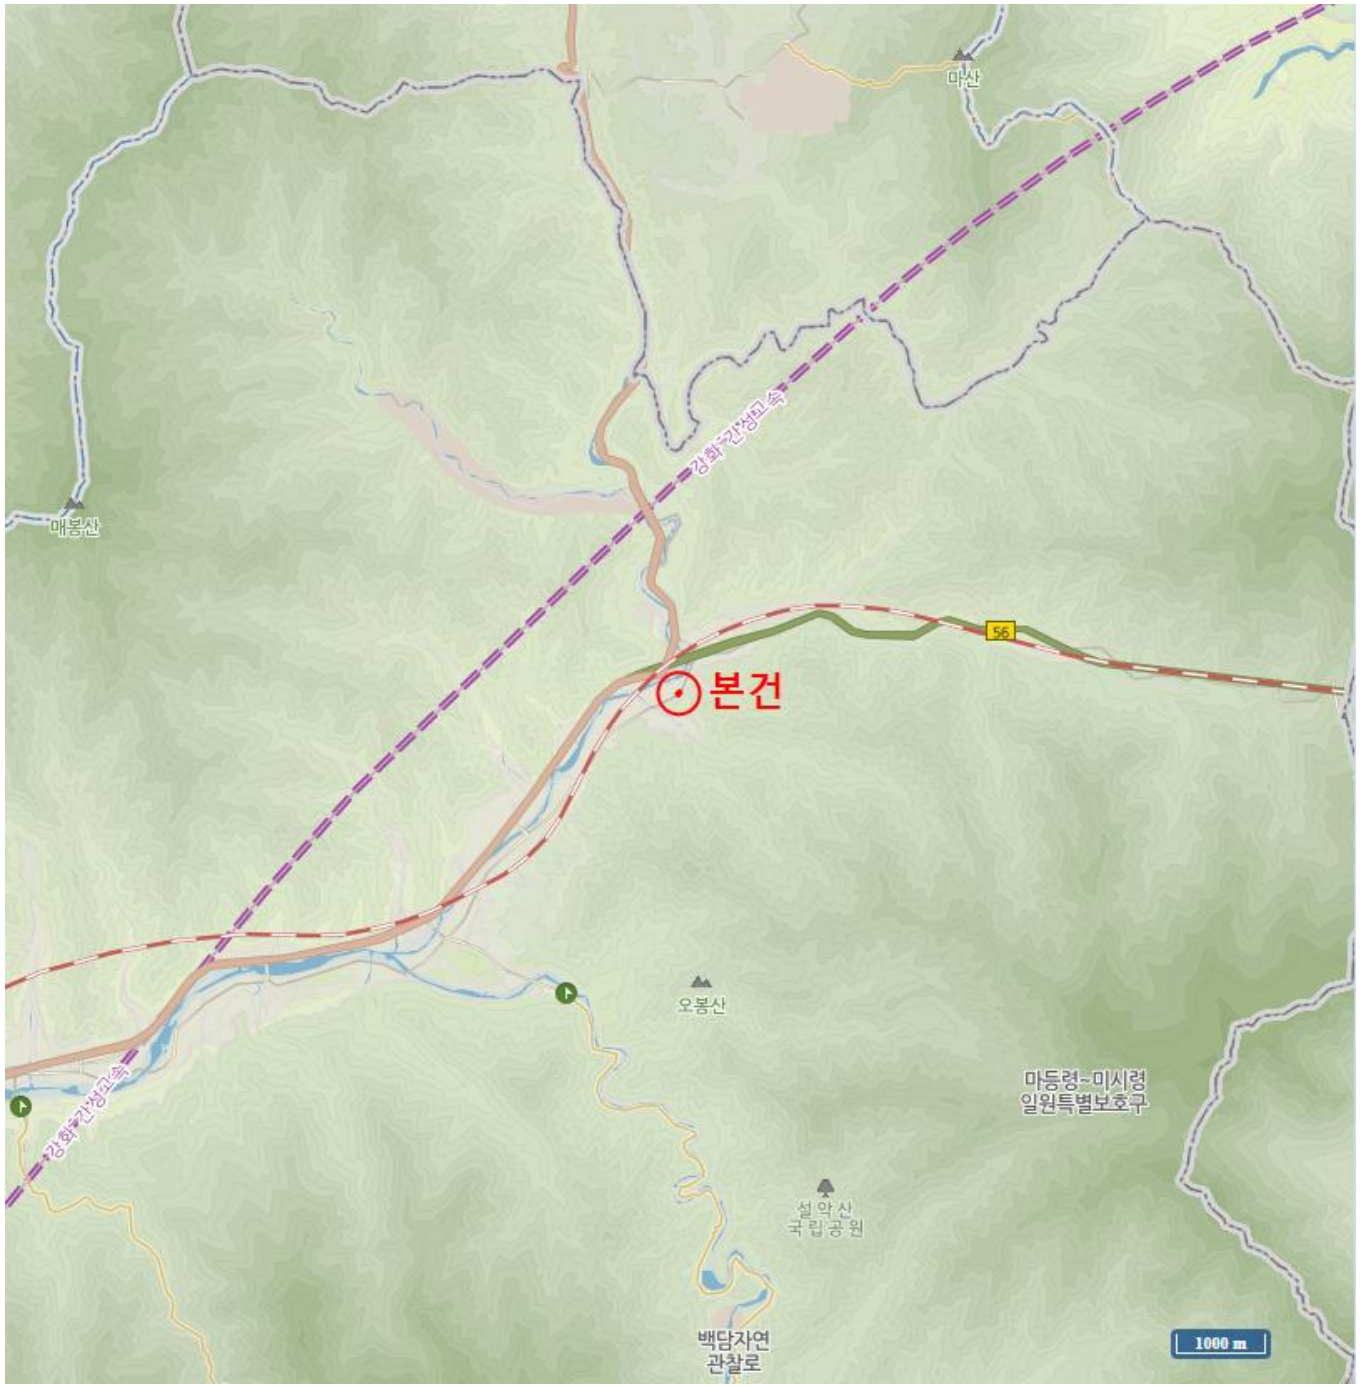 마산
강화~간성고속
매봉산
56
본건
오봉산
마등령~미시령
일원특별보호구
강화~간성고속
설악산
국립공원
백담자연
관찰로
1000 m